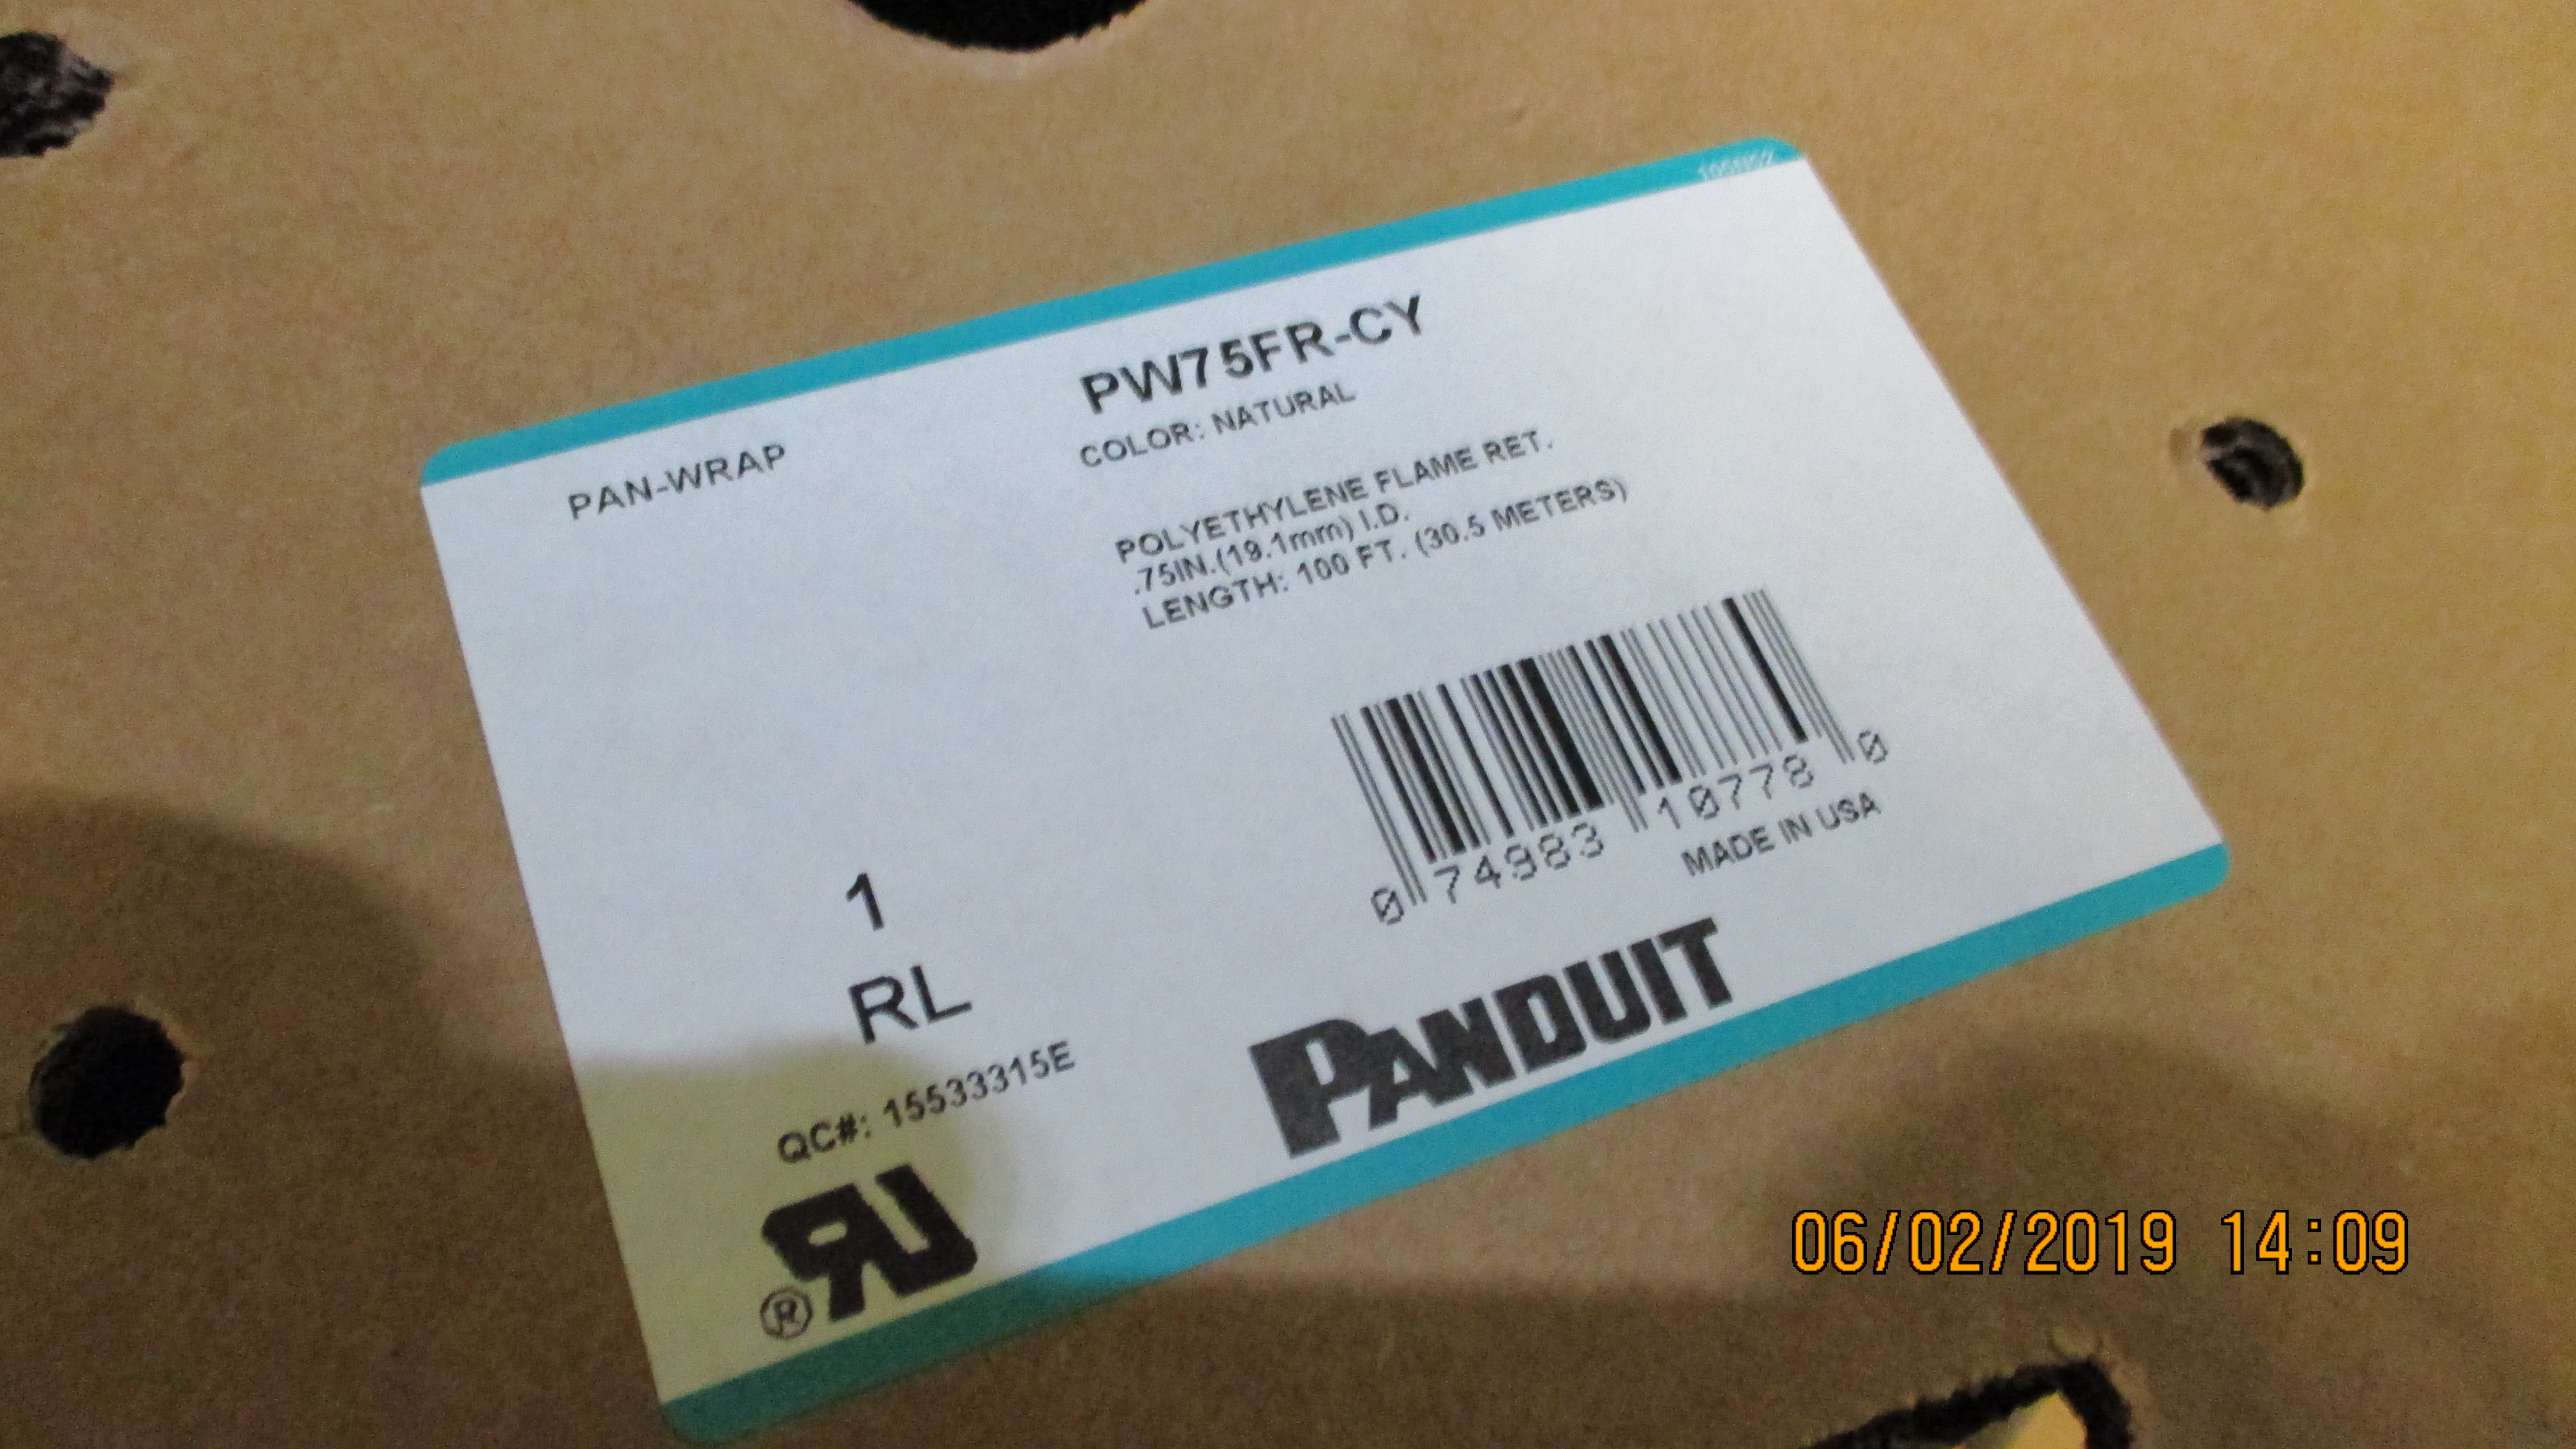 PW75FR-CY
COLOR: NATURAL
PAN-WRAP
POLYETHYLENE FLAME RET.
.75IN.(19.1mm) I.D.
LENGTH: 100 FT. (30.5 METERS)
0 74983 10778 0
MADE IN USA
1
RL
QC#: 15533315E
PANDUIT
RU
®
06/02/2019 14:09